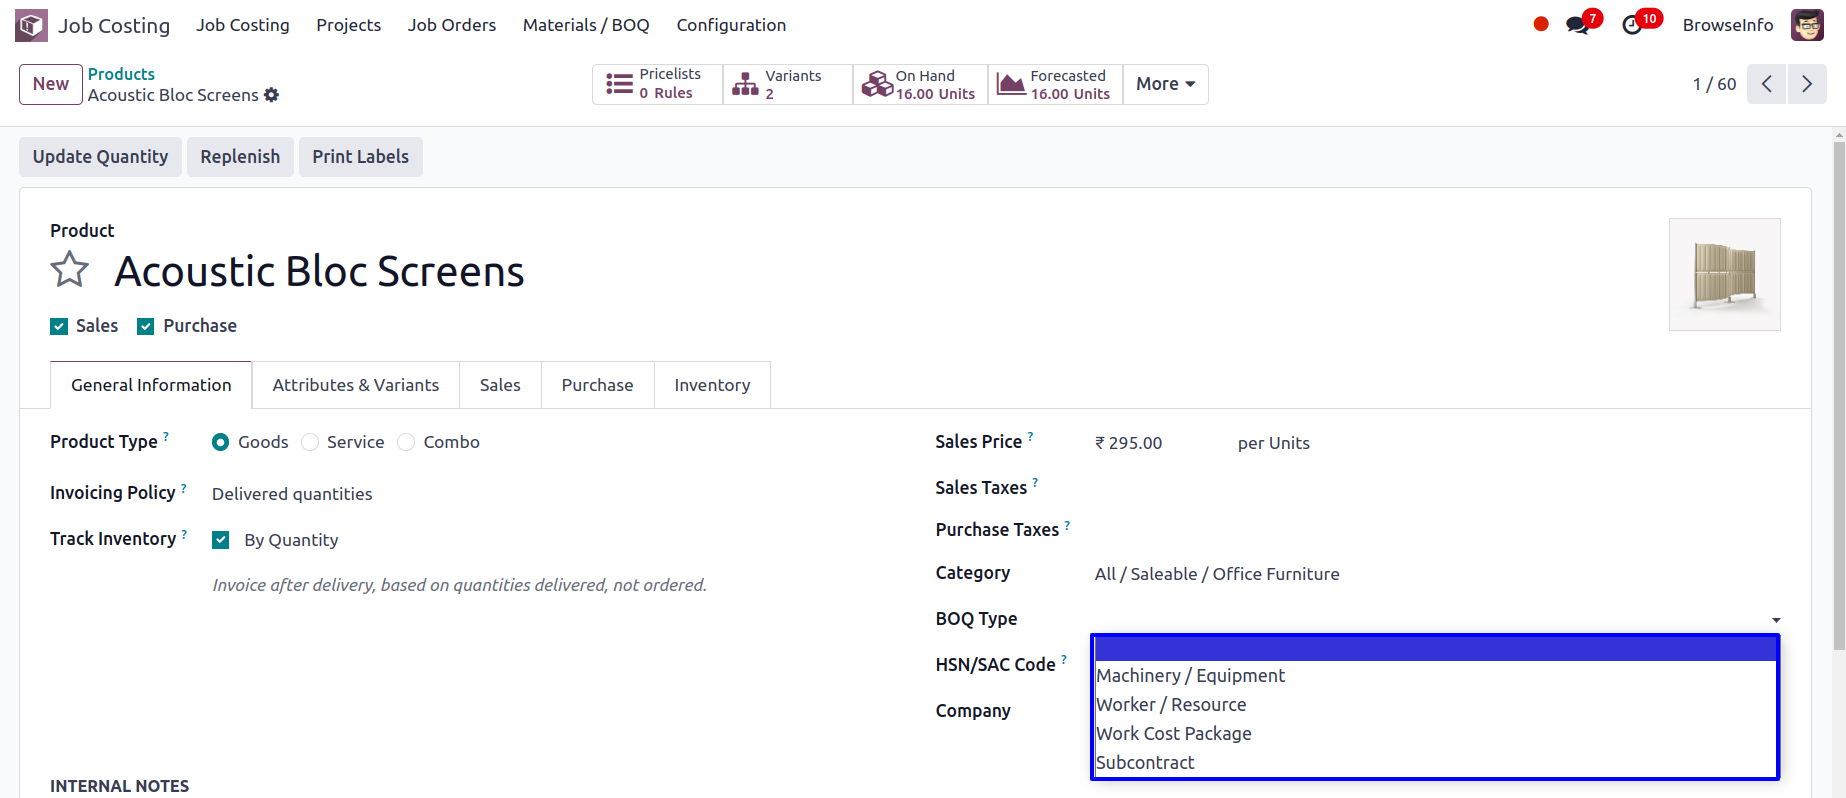 Job Costing Job Costing Projects Job Orders Materials / BOQ Configuration 7 10 BrowseInfo
New Products Acoustic Bloc Screens Pricelists 0 Rules Variants 2 On Hand 16.00 Units Forecasted 16.00 Units More 1 / 60
Update Quantity Replenish Print Labels
Product
Acoustic Bloc Screens
Sales Purchase
General Information Attributes & Variants Sales Purchase Inventory
Product Type ? Goods Service Combo Sales Price ? ₹ 295.00 per Units
Sales Taxes ?
Invoicing Policy ? Delivered quantities
Purchase Taxes ?
Track Inventory ? By Quantity
Category All / Saleable / Office Furniture
Invoice after delivery, based on quantities delivered, not ordered.
BOQ Type
HSN/SAC Code ?
Machinery / Equipment
Worker / Resource
Company
Work Cost Package
Subcontract
INTERNAL NOTES